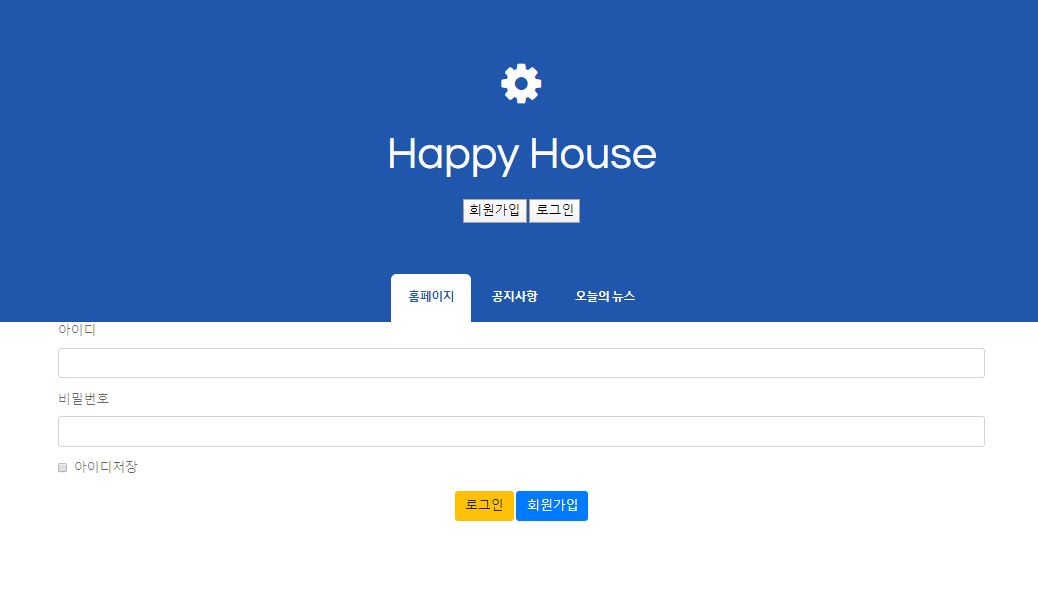 Happy House
회원가입 로그인
홈페이지 공지사항 오늘의 뉴스
아이디
비밀번호
아이디저장
로그인 회원가입